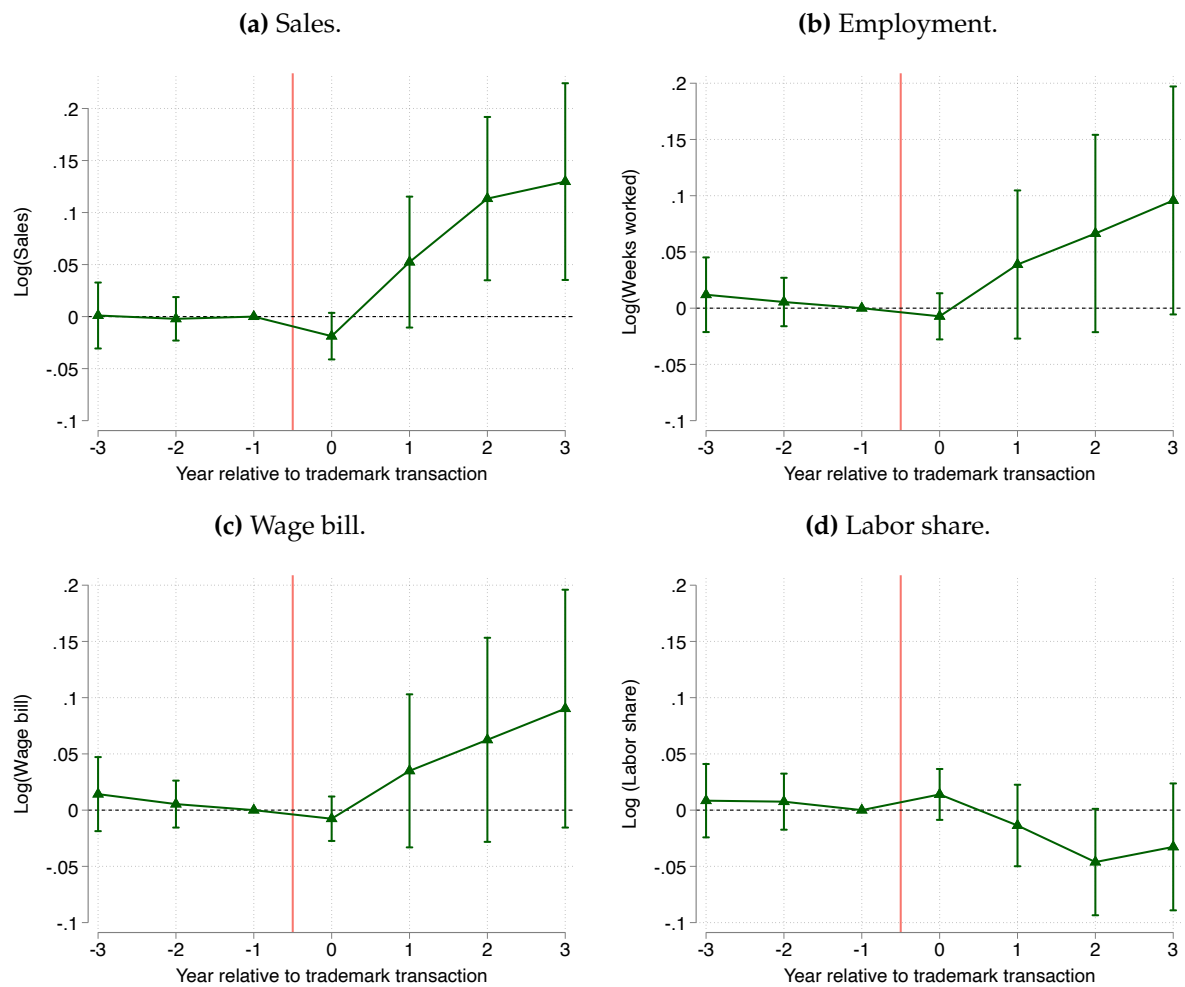 (a) Sales.
Log(Sales)
.2
.15
.1
.05
0
-.05
-.1
-3 -2 -1 0 1 2 3
Year relative to trademark transaction
(b) Employment.
Log(Weeks worked)
.2
.15
.1
.05
0
-.05
-.1
-3 -2 -1 0 1 2 3
Year relative to trademark transaction
(c) Wage bill.
Log(Wage bill)
.2
.15
.1
.05
0
-.05
-.1
-3 -2 -1 0 1 2 3
Year relative to trademark transaction
(d) Labor share.
Log (Labor share)
.2
.15
.1
.05
0
-.05
-.1
-3 -2 -1 0 1 2 3
Year relative to trademark transaction